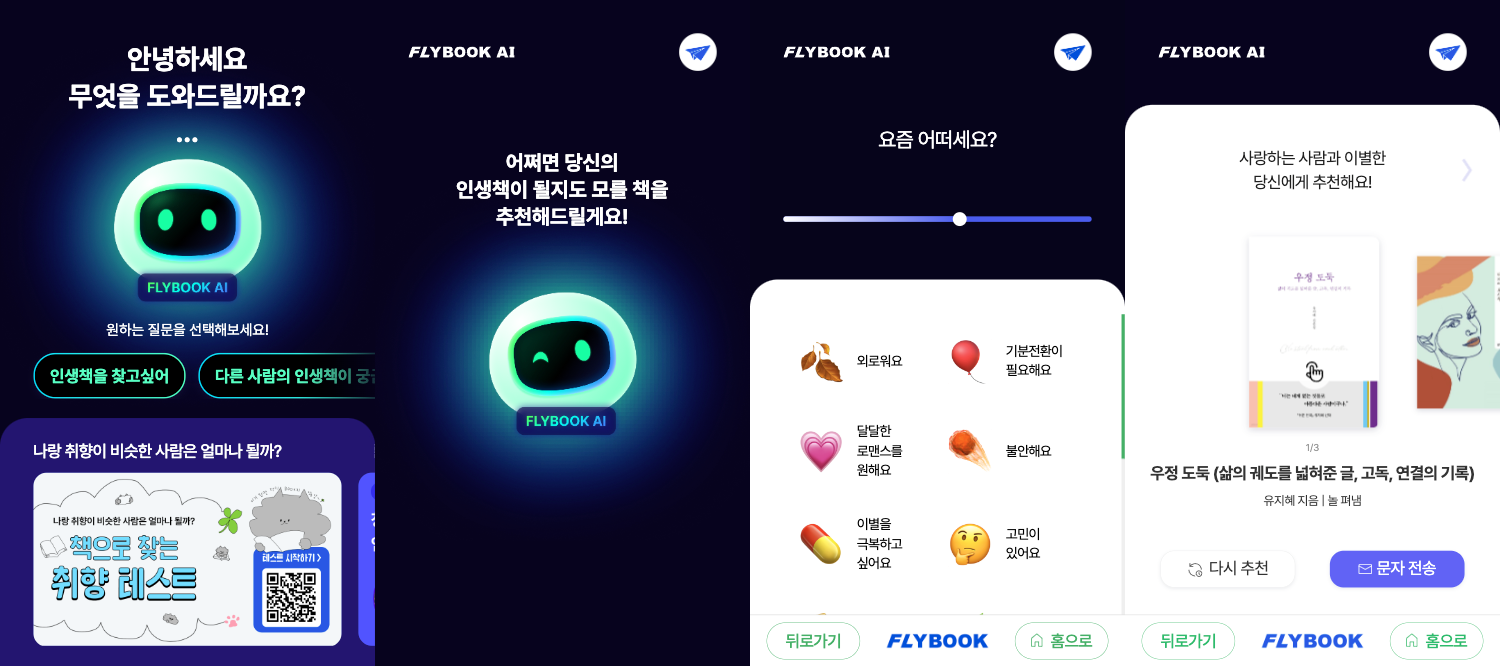 안녕하세요
무엇을 도와드릴까요?
FLYBOOK AI
원하는 질문을 선택해보세요!
인생책을 찾고싶어
다른 사람의 인생책이 궁금
나랑 취향이 비슷한 사람은 얼마나 될까?
나랑 취향이 비슷한 사람은 얼마나 될까?
책으로 찾는
취향 테스트
테스트 시작하기 >
FLYBOOK AI
어쩌면 당신의
인생책이 될지도 모를 책을
추천해드릴게요!
FLYBOOK AI
FLYBOOK AI
요즘 어떠세요?
외로워요
기분전환이
필요해요
달달한
로맨스를
원해요
불안해요
이별을
극복하고
싶어요
고민이
있어요
뒤로가기
FLYBOOK
홈으로
FLYBOOK AI
사랑하는 사람과 이별한
당신에게 추천해요!
우정 도둑
1/3
우정 도둑 (삶의 궤도를 넓혀준 글, 고독, 연결의 기록)
유지혜 지음 | 놀 펴냄
다시 추천
문자 전송
뒤로가기
FLYBOOK
홈으로